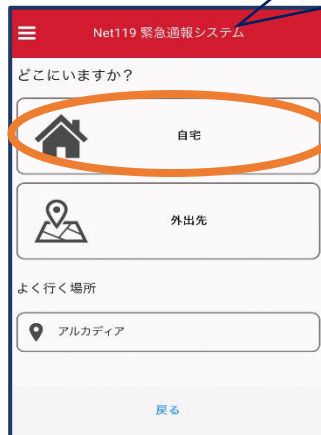 Net119 緊急通報システム
どこにいますか？
自宅
外出先
よく行く場所
アルカディア
戻る